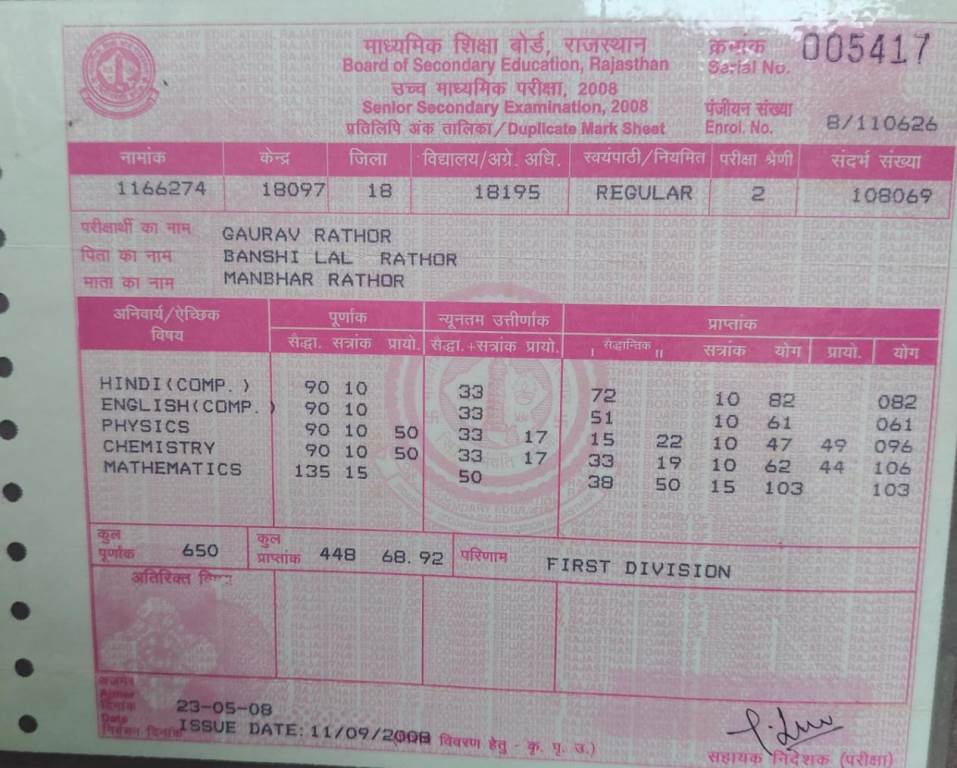 माध्यमिक शिक्षा बोर्ड, राजस्थान
Board of Secondary Education, Rajasthan
उच्च माध्यमिक परीक्षा, 2008
Senior Secondary Examination, 2008
प्रतिलिपि अंक तालिका/Duplicate Mark Sheet
क्रमांक 005417
Serial No.
पंजीयन संख्या
Enrol. No. 8/110626
नामांक केन्द्र जिला विद्यालय/अग्रे. अधि. स्वयंपाठी/नियमित परीक्षा श्रेणी संदर्भ संख्या
1166274 18097 18 18195 REGULAR 2 108069
परीक्षार्थी का नाम GAURAV RATHOR
पिता का नाम BANSHI LAL RATHOR
माता का नाम MANBHAR RATHOR
अनिवार्य/ऐच्छिक विषय पूर्णांक न्यूनतम उत्तीर्णांक प्राप्तांक
सैद्धा. सत्रांक प्रायो. सैद्धा.+सत्रांक प्रायो. I सैद्धान्तिक II सत्रांक योग प्रायो. योग
HINDI(COMP. ) 90 10 33 72 10 82 082
ENGLISH(COMP. ) 90 10 33 51 10 61 061
PHYSICS 90 10 50 33 17 15 22 10 47 49 096
CHEMISTRY 90 10 50 33 17 33 19 10 62 44 106
MATHEMATICS 135 15 50 38 50 15 103 103
कुल पूर्णांक 650 कुल प्राप्तांक 448 68.92 परिणाम FIRST DIVISION
अतिरिक्त
अजमेर
Ajmer
दिनांक 23-05-08
Date
ISSUE DATE:11/09/2008 विवरण हेतु - कृ. पृ. उ.)
सहायक निदेशक (परीक्षा)